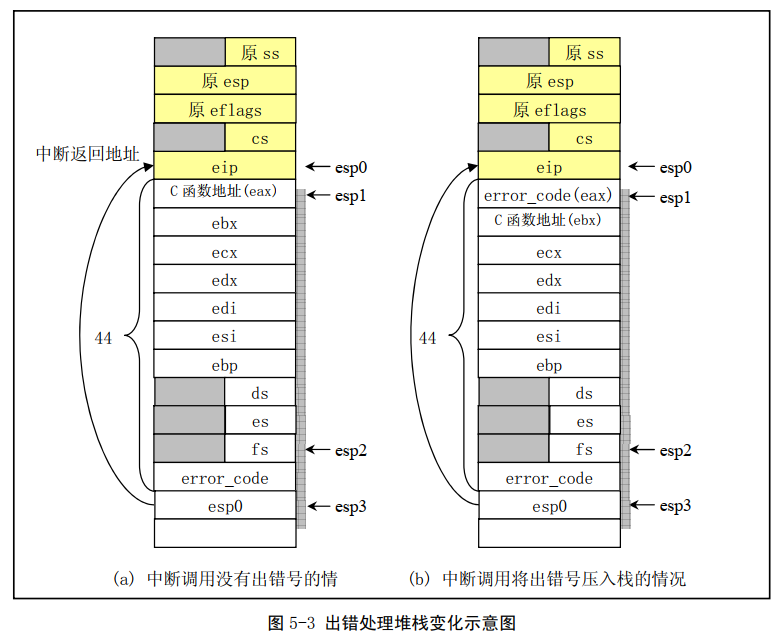 原 ss
原 esp
原 eflags
cs
中断返回地址
eip
esp0
C 函数地址(eax)
esp1
ebx
ecx
edx
edi
esi
44
ebp
ds
es
fs
esp2
error_code
esp0
esp3
(a) 中断调用没有出错号的情
原 ss
原 esp
原 eflags
cs
eip
esp0
error_code(eax)
esp1
C 函数地址(ebx)
ecx
edx
edi
esi
44
ebp
ds
es
fs
esp2
error_code
esp0
esp3
(b) 中断调用将出错号压入栈的情况
图 5-3 出错处理堆栈变化示意图